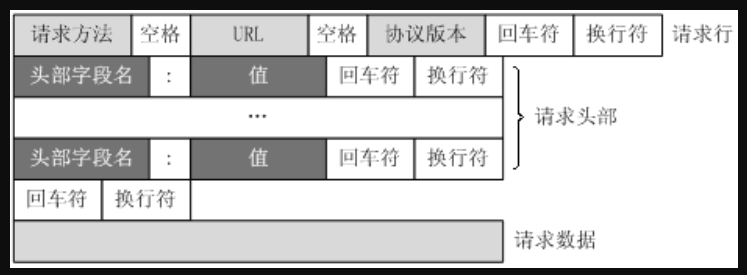 请求方法 空格 URL 空格 协议版本 回车符 换行符 请求行
头部字段名 : 值 回车符 换行符
… 请求头部
头部字段名 : 值 回车符 换行符
回车符 换行符
请求数据